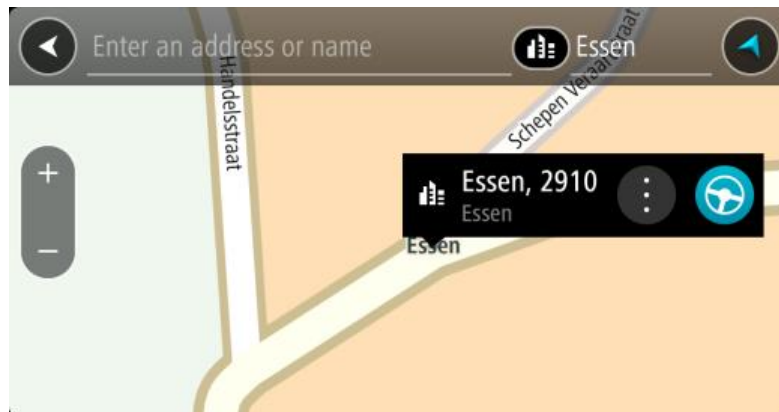 Enter an address or name
Essen
Handelsstraat
Schepen Veraartstraat
Essen, 2910
Essen
Essen